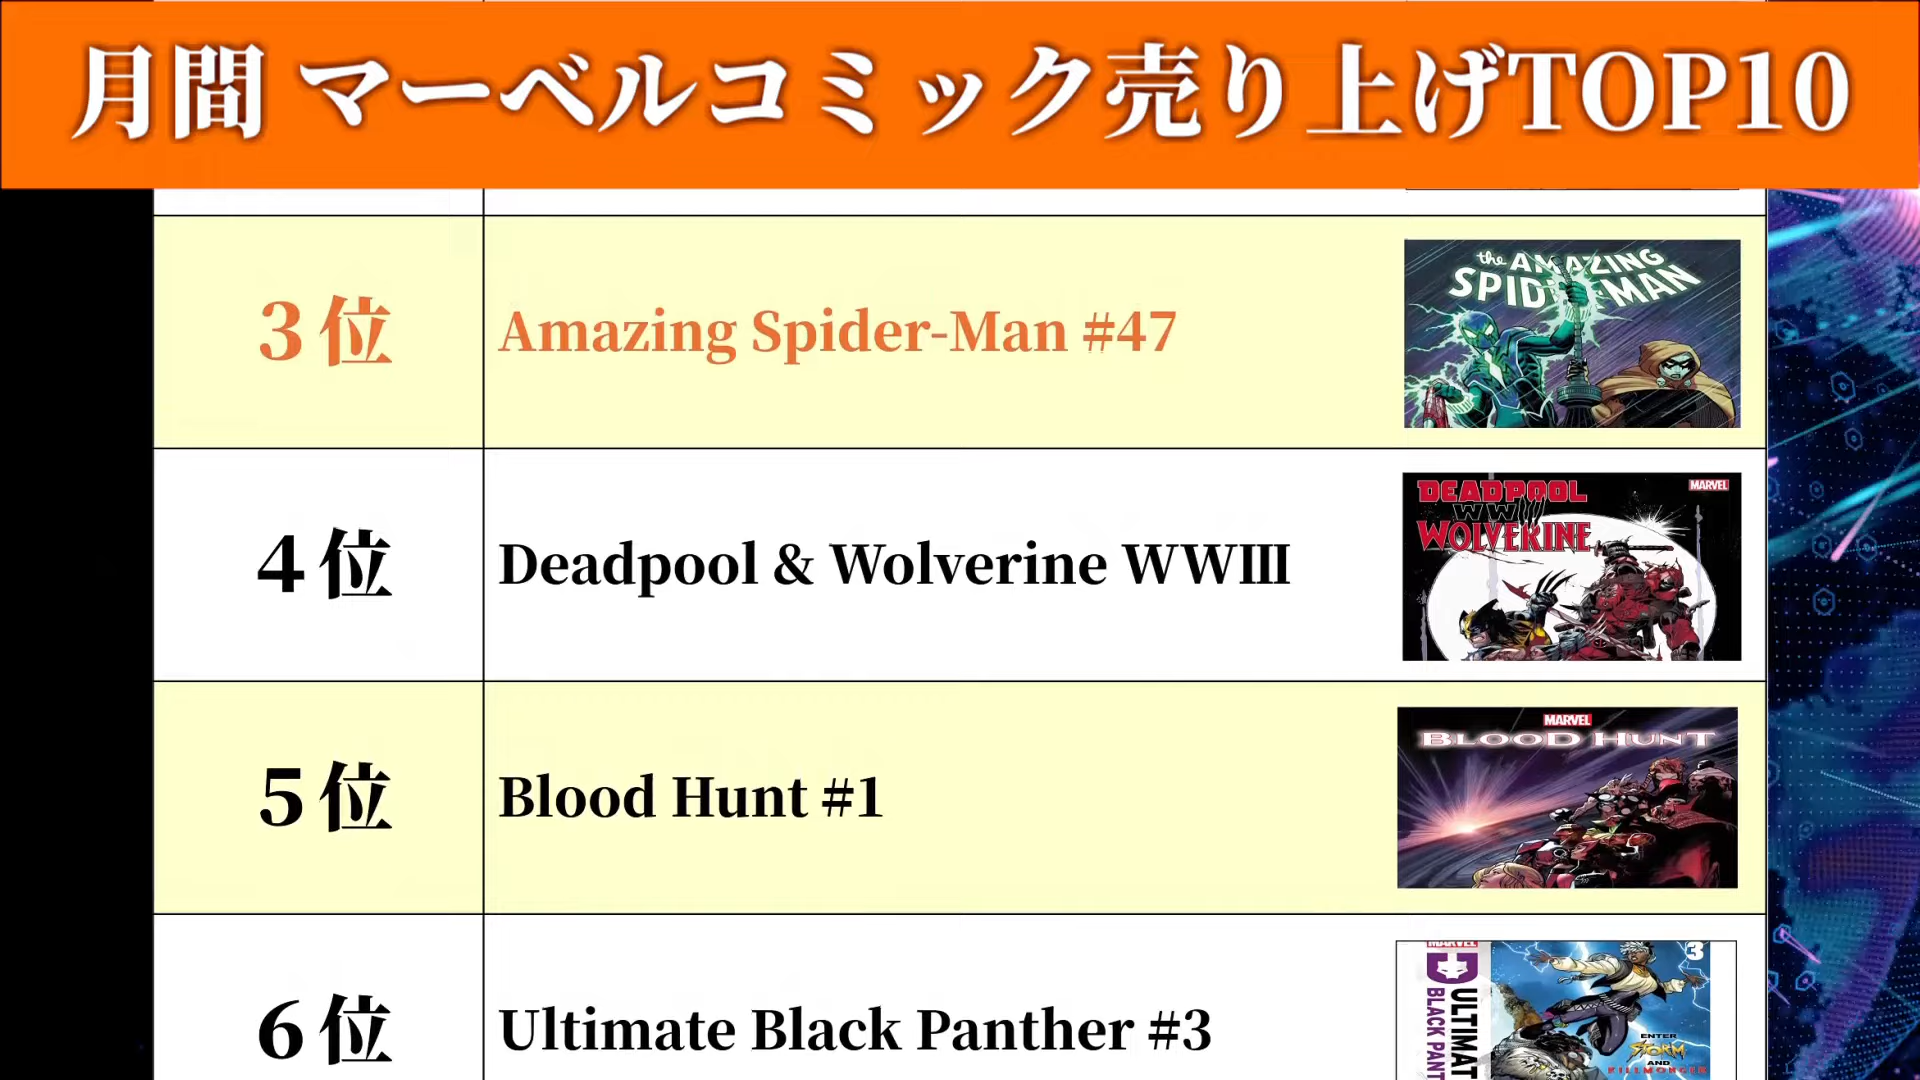 月間 マーベルコミック売り上げTOP10
3位
Amazing Spider-Man #47
the AMAZING
SPIDER-MAN
4位
Deadpool & Wolverine WWIII
DEADPOOL
WWIII
WOLVERINE
MARVEL
5位
Blood Hunt #1
MARVEL
BLOOD HUNT
6位
Ultimate Black Panther #3
MARVEL
3
ULTIMAT
BLACK PANT
ENTER
STORM
AND
KILLMONGER